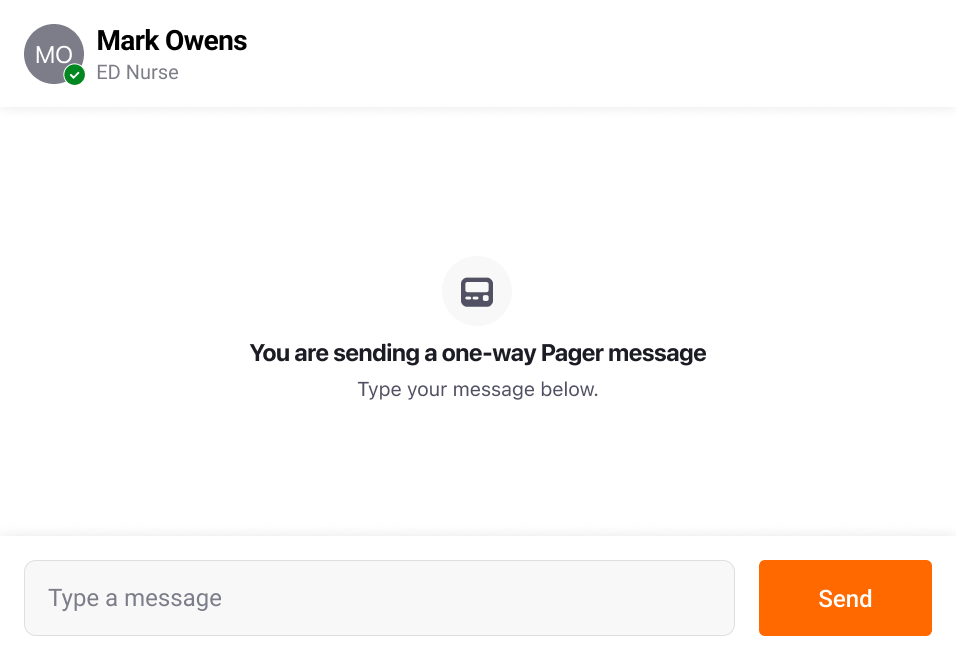 MO
Mark Owens
ED Nurse
You are sending a one-way Pager message
Type your message below.
Type a message
Send